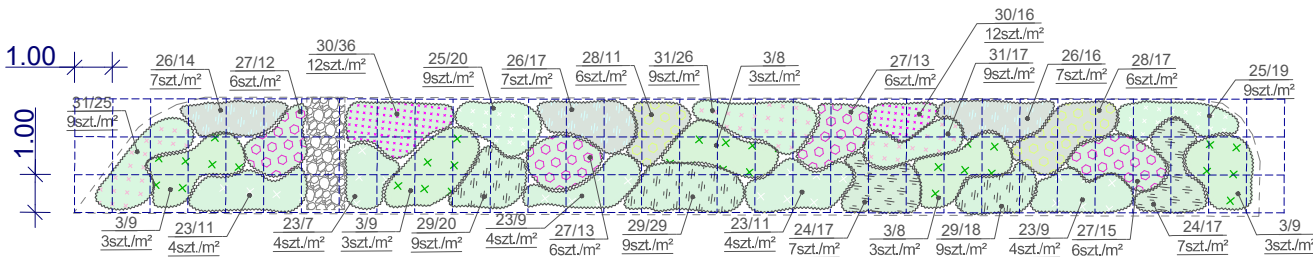 30/16
12szt./m²
30/36
12szt./m²
26/14
7szt./m²
27/12
6szt./m²
25/20
9szt./m²
26/17
7szt./m²
28/11
6szt./m²
31/26
9szt./m²
3/8
3szt./m²
27/13
6szt./m²
31/17
9szt./m²
26/16
7szt./m²
28/17
6szt./m²
25/19
9szt./m²
1.00
31/25
9szt./m²
1.00
3/9
3szt./m²
23/11
4szt./m²
23/7
4szt./m²
3/9
3szt./m²
29/20
9szt./m²
23/9
4szt./m²
27/13
6szt./m²
29/29
9szt./m²
23/11
4szt./m²
24/17
7szt./m²
3/8
3szt./m²
29/18
9szt./m²
23/9
4szt./m²
27/15
6szt./m²
24/17
7szt./m²
3/9
3szt./m²